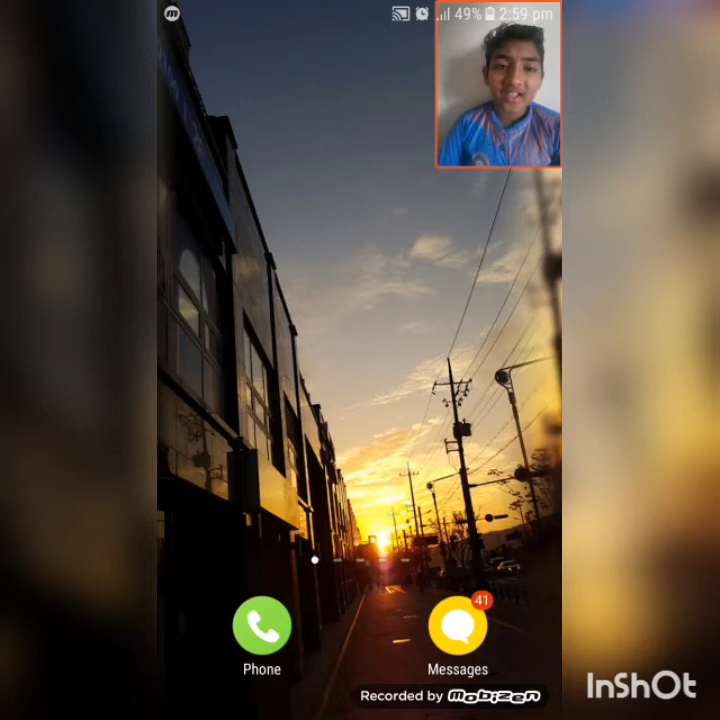 49% 2:59 pm
41
Phone
Messages
Recorded by Mobizen
InShOt